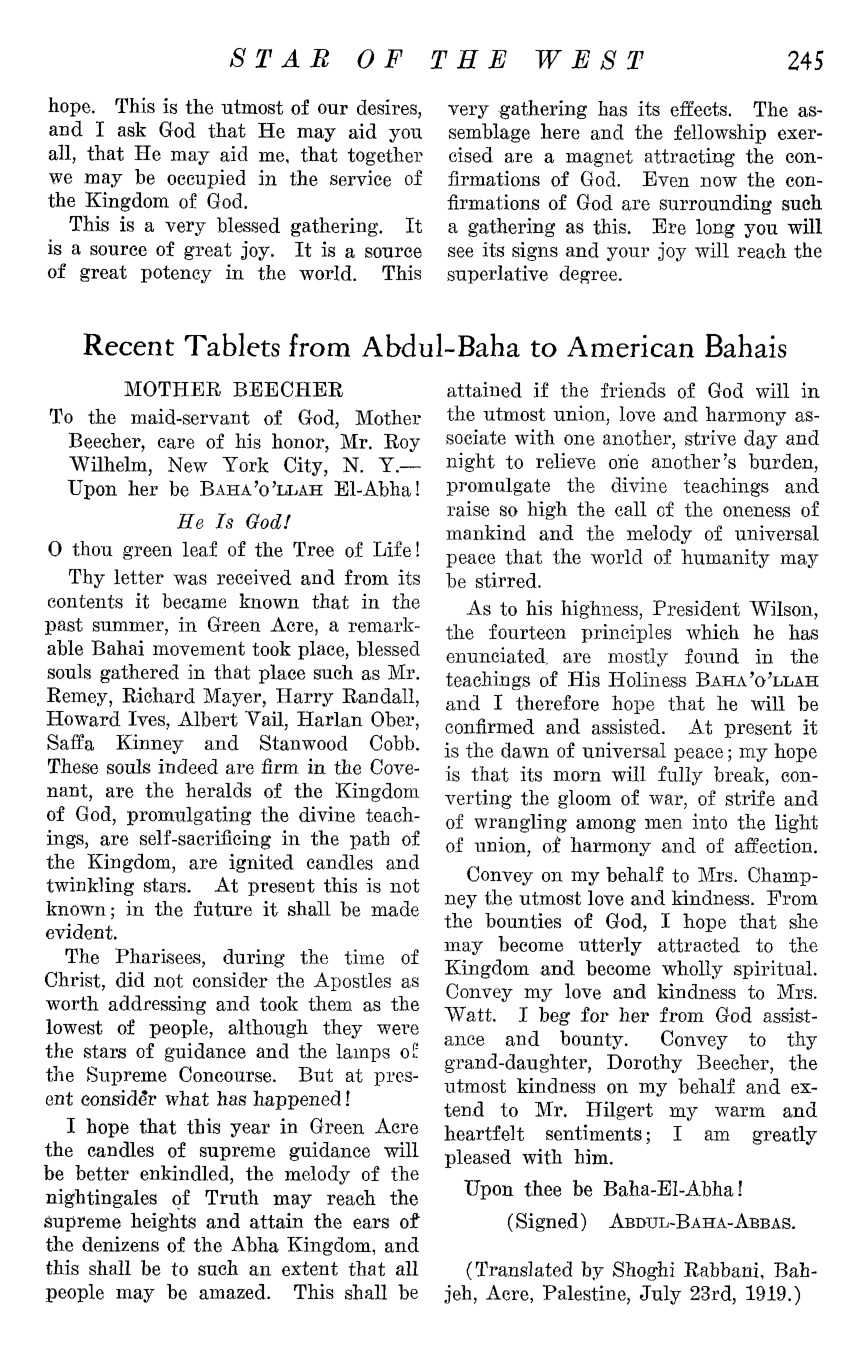 STAR OF THE WEST 245
hope. This is the utmost of our desires,
and I ask God that He may aid you
all, that He may aid me, that together
we may be occupied in the service of
the Kingdom of God.
This is a very blessed gathering. It
is a source of great joy. It is a source
of great potency in the world. This
very gathering has its effects. The as-
semblage here and the fellowship exer-
cised are a magnet attracting the con-
firmations of God. Even now the con-
firmations of God are surrounding such
a gathering as this. Ere long you will
see its signs and your joy will reach the
superlative degree.
Recent Tablets from Abdul-Baha to American Bahais
MOTHER BEECHER
To the maid-servant of God, Mother
Beecher, care of his honor, Mr. Roy
Wilhelm, New York City, N. Y.—
Upon her be BAHA'O'LLAH El-Abha!
He Is God!
O thou green leaf of the Tree of Life!
Thy letter was received and from its
contents it became known that in the
past summer, in Green Acre, a remark-
able Bahai movement took place, blessed
souls gathered in that place such as Mr.
Remey, Richard Mayer, Harry Randall,
Howard Ives, Albert Vail, Harlan Ober,
Saffa Kinney and Stanwood Cobb.
These souls indeed are firm in the Cove-
nant, are the heralds of the Kingdom
of God, promulgating the divine teach-
ings, are self-sacrificing in the path of
the Kingdom, are ignited candles and
twinkling stars. At present this is not
known; in the future it shall be made
evident.
The Pharisees, during the time of
Christ, did not consider the Apostles as
worth addressing and took them as the
lowest of people, although they were
the stars of guidance and the lamps of
the Supreme Concourse. But at pres-
ent consider what has happened!
I hope that this year in Green Acre
the candles of supreme guidance will
be better enkindled, the melody of the
nightingales of Truth may reach the
supreme heights and attain the ears of
the denizens of the Abha Kingdom, and
this shall be to such an extent that all
people may be amazed. This shall be
attained if the friends of God will in
the utmost union, love and harmony as-
sociate with one another, strive day and
night to relieve one another's burden,
promulgate the divine teachings and
raise so high the call of the oneness of
mankind and the melody of universal
peace that the world of humanity may
be stirred.
As to his highness, President Wilson,
the fourteen principles which he has
enunciated are mostly found in the
teachings of His Holiness BAHA'O'LLAH
and I therefore hope that he will be
confirmed and assisted. At present it
is the dawn of universal peace; my hope
is that its morn will fully break, con-
verting the gloom of war, of strife and
of wrangling among men into the light
of union, of harmony and of affection.
Convey on my behalf to Mrs. Champ-
ney the utmost love and kindness. From
the bounties of God, I hope that she
may become utterly attracted to the
Kingdom and become wholly spiritual.
Convey my love and kindness to Mrs.
Watt. I beg for her from God assist-
ance and bounty. Convey to thy
grand-daughter, Dorothy Beecher, the
utmost kindness on my behalf and ex-
tend to Mr. Hilgert my warm and
heartfelt sentiments; I am greatly
pleased with him.
Upon thee be Baha-El-Abha!
(Signed) ABDUL-BAHA-ABBAS.
(Translated by Shoghi Rabbani, Bah-
jeh, Acre, Palestine, July 23rd, 1919.)